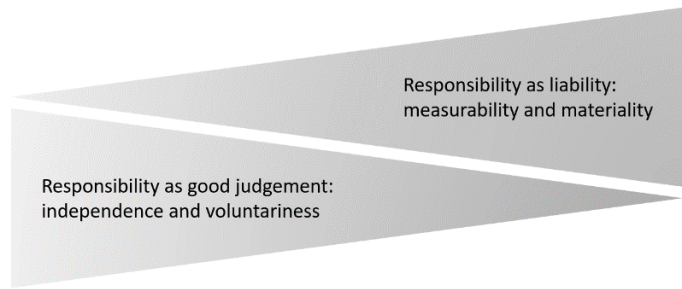 Responsibility as liability:
measurability and materiality
Responsibility as good judgement:
independence and voluntariness